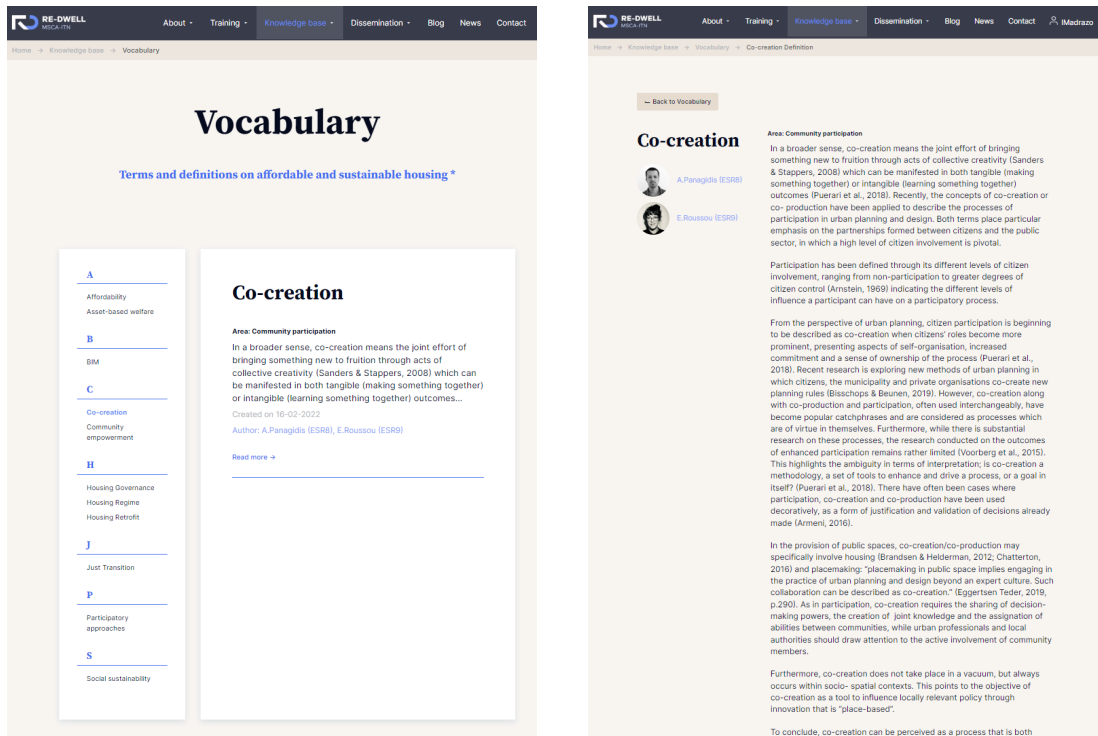 RE-DWELL
MSCA-ITN
About
Training
Knowledge base
Dissemination
Blog
News
Contact
Home → Knowledge base → Vocabulary
Vocabulary
Terms and definitions on affordable and sustainable housing *
A
Affordability
Asset-based welfare
B
BIM
C
Co-creation
Community
empowerment
H
Housing Governance
Housing Regime
Housing Retrofit
J
Just Transition
P
Participatory
approaches
S
Social sustainability
Co-creation
Area: Community participation
In a broader sense, co-creation means the joint effort of
bringing something new to fruition through acts of
collective creativity (Sanders & Stappers, 2008) which can
be manifested in both tangible (making something together)
or intangible (learning something together) outcomes...
Created on 16-02-2022
Author: A.Panagidis (ESR8), E.Roussou (ESR9)
Read more →
RE-DWELL
MSCA-ITN
About
Training
Knowledge base
Dissemination
Blog
News
Contact
lMadrazo
Home → Knowledge base → Vocabulary → Co-creation Definition
← Back to Vocabulary
Co-creation
A.Panagidis (ESR8)
E.Roussou (ESR9)
Area: Community participation
In a broader sense, co-creation means the joint effort of bringing
something new to fruition through acts of collective creativity (Sanders
& Stappers, 2008) which can be manifested in both tangible (making
something together) or intangible (learning something together)
outcomes (Puerari et al., 2018). Recently, the concepts of co-creation or
co- production have been applied to describe the processes of
participation in urban planning and design. Both terms place particular
emphasis on the partnerships formed between citizens and the public
sector, in which a high level of citizen involvement is pivotal.
Participation has been defined through its different levels of citizen
involvement, ranging from non-participation to greater degrees of
citizen control (Arnstein, 1969) indicating the different levels of
influence a participant can have on a participatory process.
From the perspective of urban planning, citizen participation is beginning
to be described as co-creation when citizens' roles become more
prominent, presenting aspects of self-organisation, increased
commitment and a sense of ownership of the process (Puerari et al.,
2018). Recent research is exploring new methods of urban planning in
which citizens, the municipality and private organisations co-create new
planning rules (Bisschops & Beunen, 2019). However, co-creation along
with co-production and participation, often used interchangeably, have
become popular catchphrases and are considered as processes which
are of virtue in themselves. Furthermore, while there is substantial
research on these processes, the research conducted on the outcomes
of enhanced participation remains rather limited (Voorberg et al., 2015).
This highlights the ambiguity in terms of interpretation; is co-creation a
methodology, a set of tools to enhance and drive a process, or a goal in
itself? (Puerari et al., 2018). There have often been cases where
participation, co-creation and co-production have been used
decoratively, as a form of justification and validation of decisions already
made (Armeni, 2016).
In the provision of public spaces, co-creation/co-production may
specifically involve housing (Brandsen & Helderman, 2012; Chatterton,
2016) and placemaking: "placemaking in public space implies engaging in
the practice of urban planning and design beyond an expert culture. Such
collaboration can be described as co-creation." (Eggertsen Teder, 2019,
p.290). As in participation, co-creation requires the sharing of decision-
making powers, the creation of joint knowledge and the assignation of
abilities between communities, while urban professionals and local
authorities should draw attention to the active involvement of community
members.
Furthermore, co-creation does not take place in a vacuum, but always
occurs within socio- spatial contexts. This points to the objective of
co-creation as a tool to influence locally relevant policy through
innovation that is "place-based".
To conclude, co-creation can be perceived as a process that is both